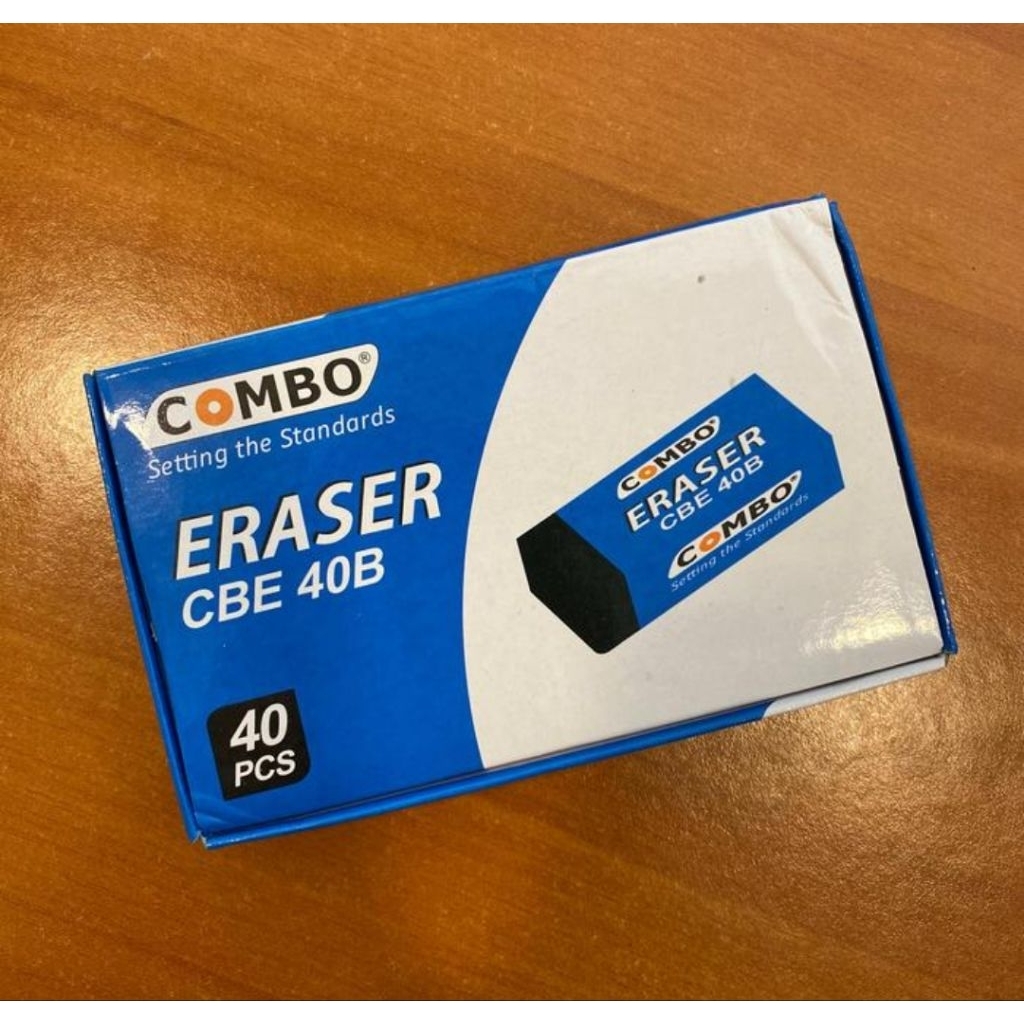 COMBO®
Setting the Standards
ERASER
CBE 40B
40
PCS
COMBO®
ERASER
CBE 40B
COMBO®
Setting the Standards